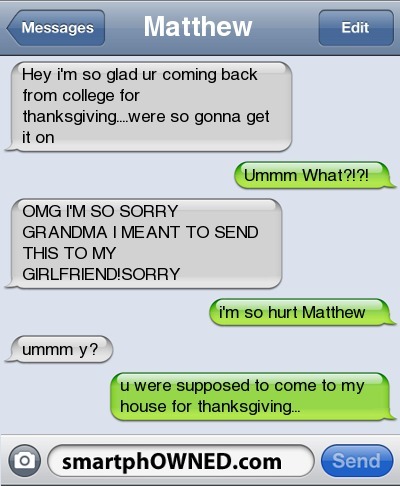 Messages
Matthew
Edit
Hey i'm so glad ur coming back
from college for
thanksgiving....were so gonna get
it on
Ummm What?!?!
OMG I'M SO SORRY
GRANDMA I MEANT TO SEND
THIS TO MY
GIRLFRIEND!SORRY
i'm so hurt Matthew
ummm y?
u were supposed to come to my
house for thanksgiving...
smartphOWNED.com
Send